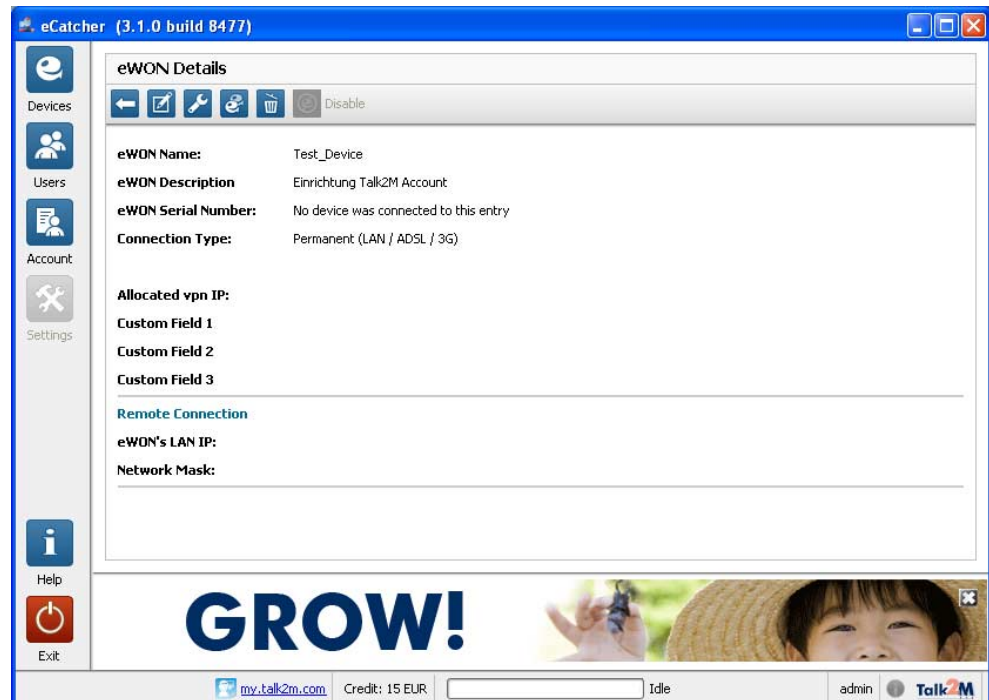 eCatcher (3.1.0 build 8477)
Devices
Users
Account
Settings
Help
Exit
eWON Details
Disable
eWON Name: Test_Device
eWON Description Einrichtung Talk2M Account
eWON Serial Number: No device was connected to this entry
Connection Type: Permanent (LAN / ADSL / 3G)
Allocated vpn IP:
Custom Field 1
Custom Field 2
Custom Field 3
Remote Connection
eWON's LAN IP:
Network Mask:
GROW!
my.talk2m.com Credit: 15 EUR Idle admin Talk2M